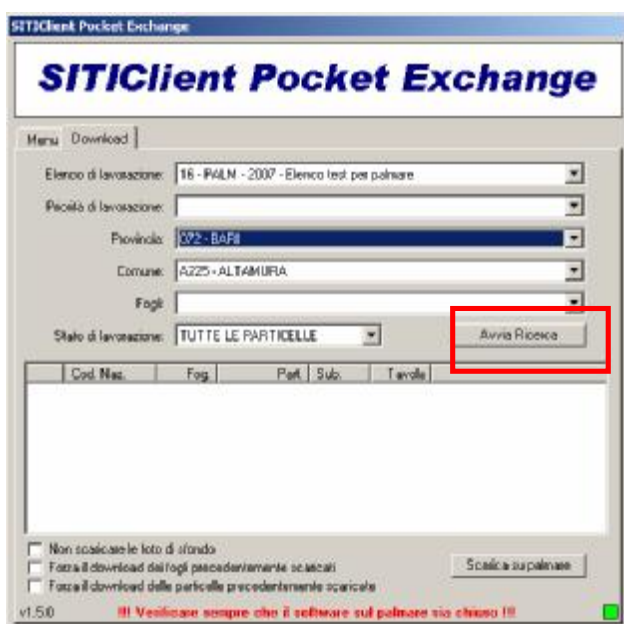 SITIClient Pocket Exchange
SITIClient Pocket Exchange
Menu Download
Elenco di lavorazione: 16 - PALM - 2007 - Elenco test per palmare
Priorità di lavorazione:
Provincia: 072 - BARI
Comune: A225 - ALTAMURA
Fogli:
Stato di lavorazione: TUTTE LE PARTICELLE Avvia Ricerca
Cod. Naz. Fog. Part. Sub. Tavole
Non scaricare le foto di sfondo
Forza il download dei fogli precedentemente scaricati Scarica su palmare
Forza il download delle particelle precedentemente scaricate
v1.5.0 !!! Verificare sempre che il software sul palmare sia chiuso !!!